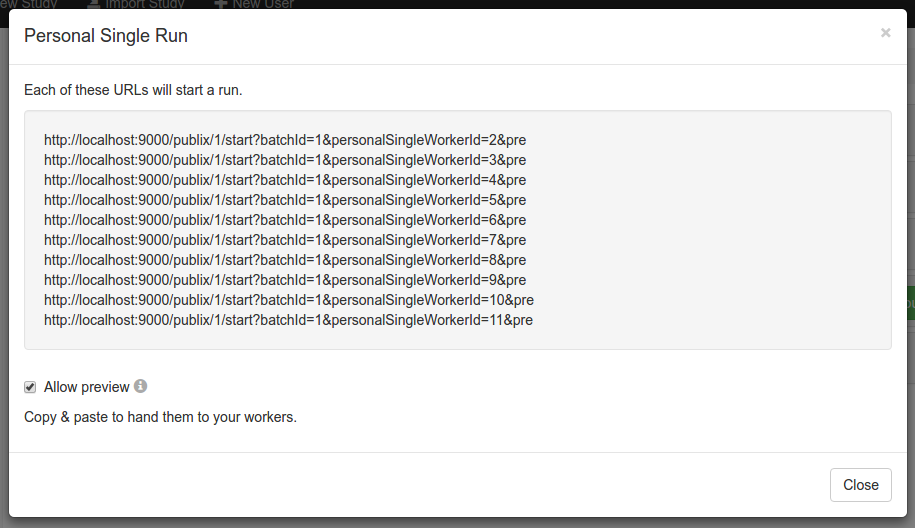 ew Study Import Study New User
Personal Single Run ×
Each of these URLs will start a run.
http://localhost:9000/publix/1/start?batchId=1&personalSingleWorkerId=2&pre
http://localhost:9000/publix/1/start?batchId=1&personalSingleWorkerId=3&pre
http://localhost:9000/publix/1/start?batchId=1&personalSingleWorkerId=4&pre
http://localhost:9000/publix/1/start?batchId=1&personalSingleWorkerId=5&pre
http://localhost:9000/publix/1/start?batchId=1&personalSingleWorkerId=6&pre
http://localhost:9000/publix/1/start?batchId=1&personalSingleWorkerId=7&pre
http://localhost:9000/publix/1/start?batchId=1&personalSingleWorkerId=8&pre
http://localhost:9000/publix/1/start?batchId=1&personalSingleWorkerId=9&pre
http://localhost:9000/publix/1/start?batchId=1&personalSingleWorkerId=10&pre
http://localhost:9000/publix/1/start?batchId=1&personalSingleWorkerId=11&pre
Allow preview
Copy & paste to hand them to your workers.
Close